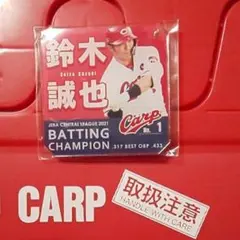 鈴木
Seiya Suzuki
誠也
Carp
No. 1
JERA CENTRAL LEAGUE 2021
BATTING
CHAMPION
.317 BEST OBP .433
CARP
取扱注意
HANDLE WITH CARE